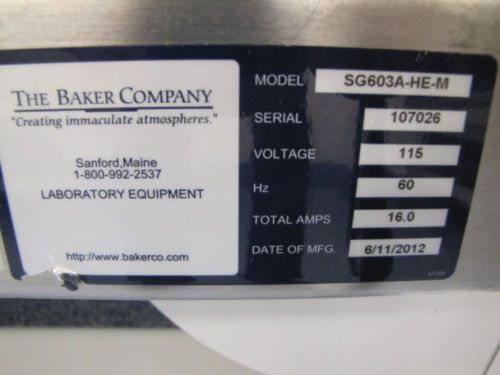 THE BAKER COMPANY
"Creating immaculate atmospheres."
Sanford,Maine
1-800-992-2537
LABORATORY EQUIPMENT
http://www.bakerco.com
MODEL SG603A-HE-M
SERIAL 107026
VOLTAGE 115
Hz 60
TOTAL AMPS 16.0
DATE OF MFG. 6/11/2012